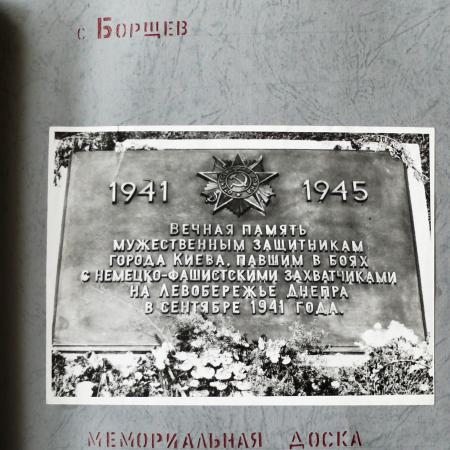 с Борщев
1941 1945
Вечная память
мужественным защитникам
города Киева, павшим в боях
с немецко-фашистскими захватчиками
на левобережье Днепра
в сентябре 1941 года.
мемориальная доска